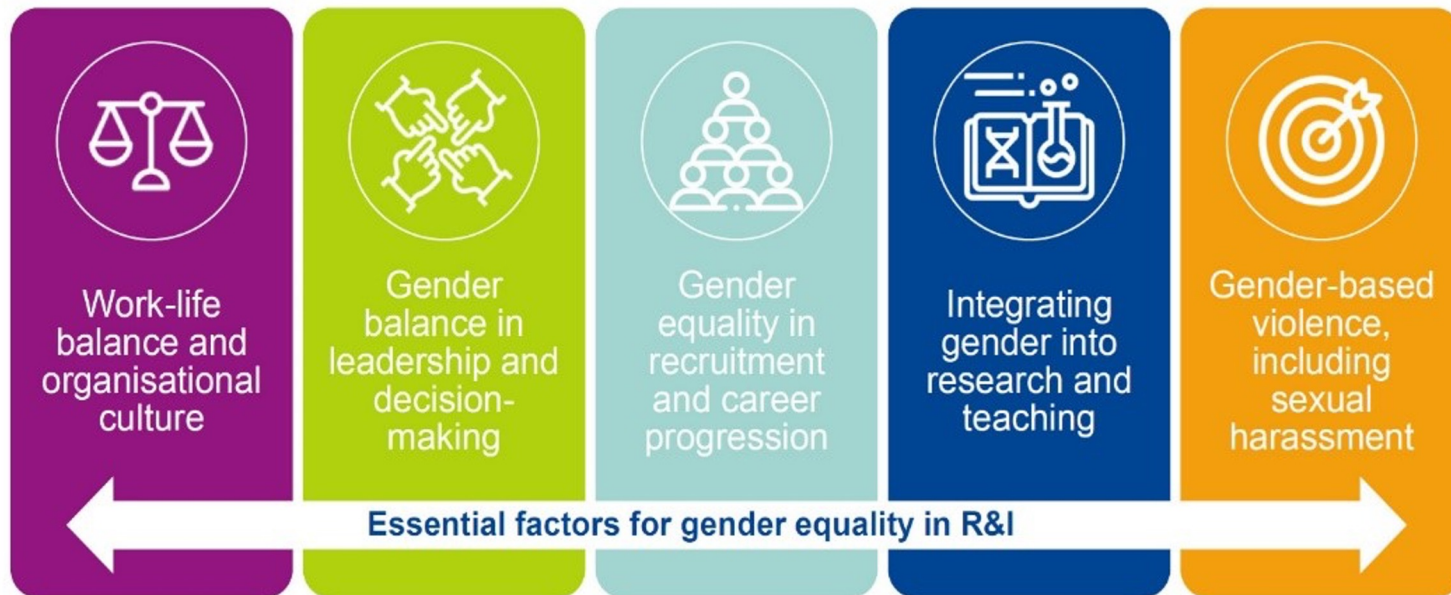 Work-life
balance and
organisational
culture
Gender
balance in
leadership and
decision-
making
Gender
equality in
recruitment
and career
progression
Integrating
gender into
research and
teaching
Gender-based
violence,
including
sexual
harassment
Essential factors for gender equality in R&I